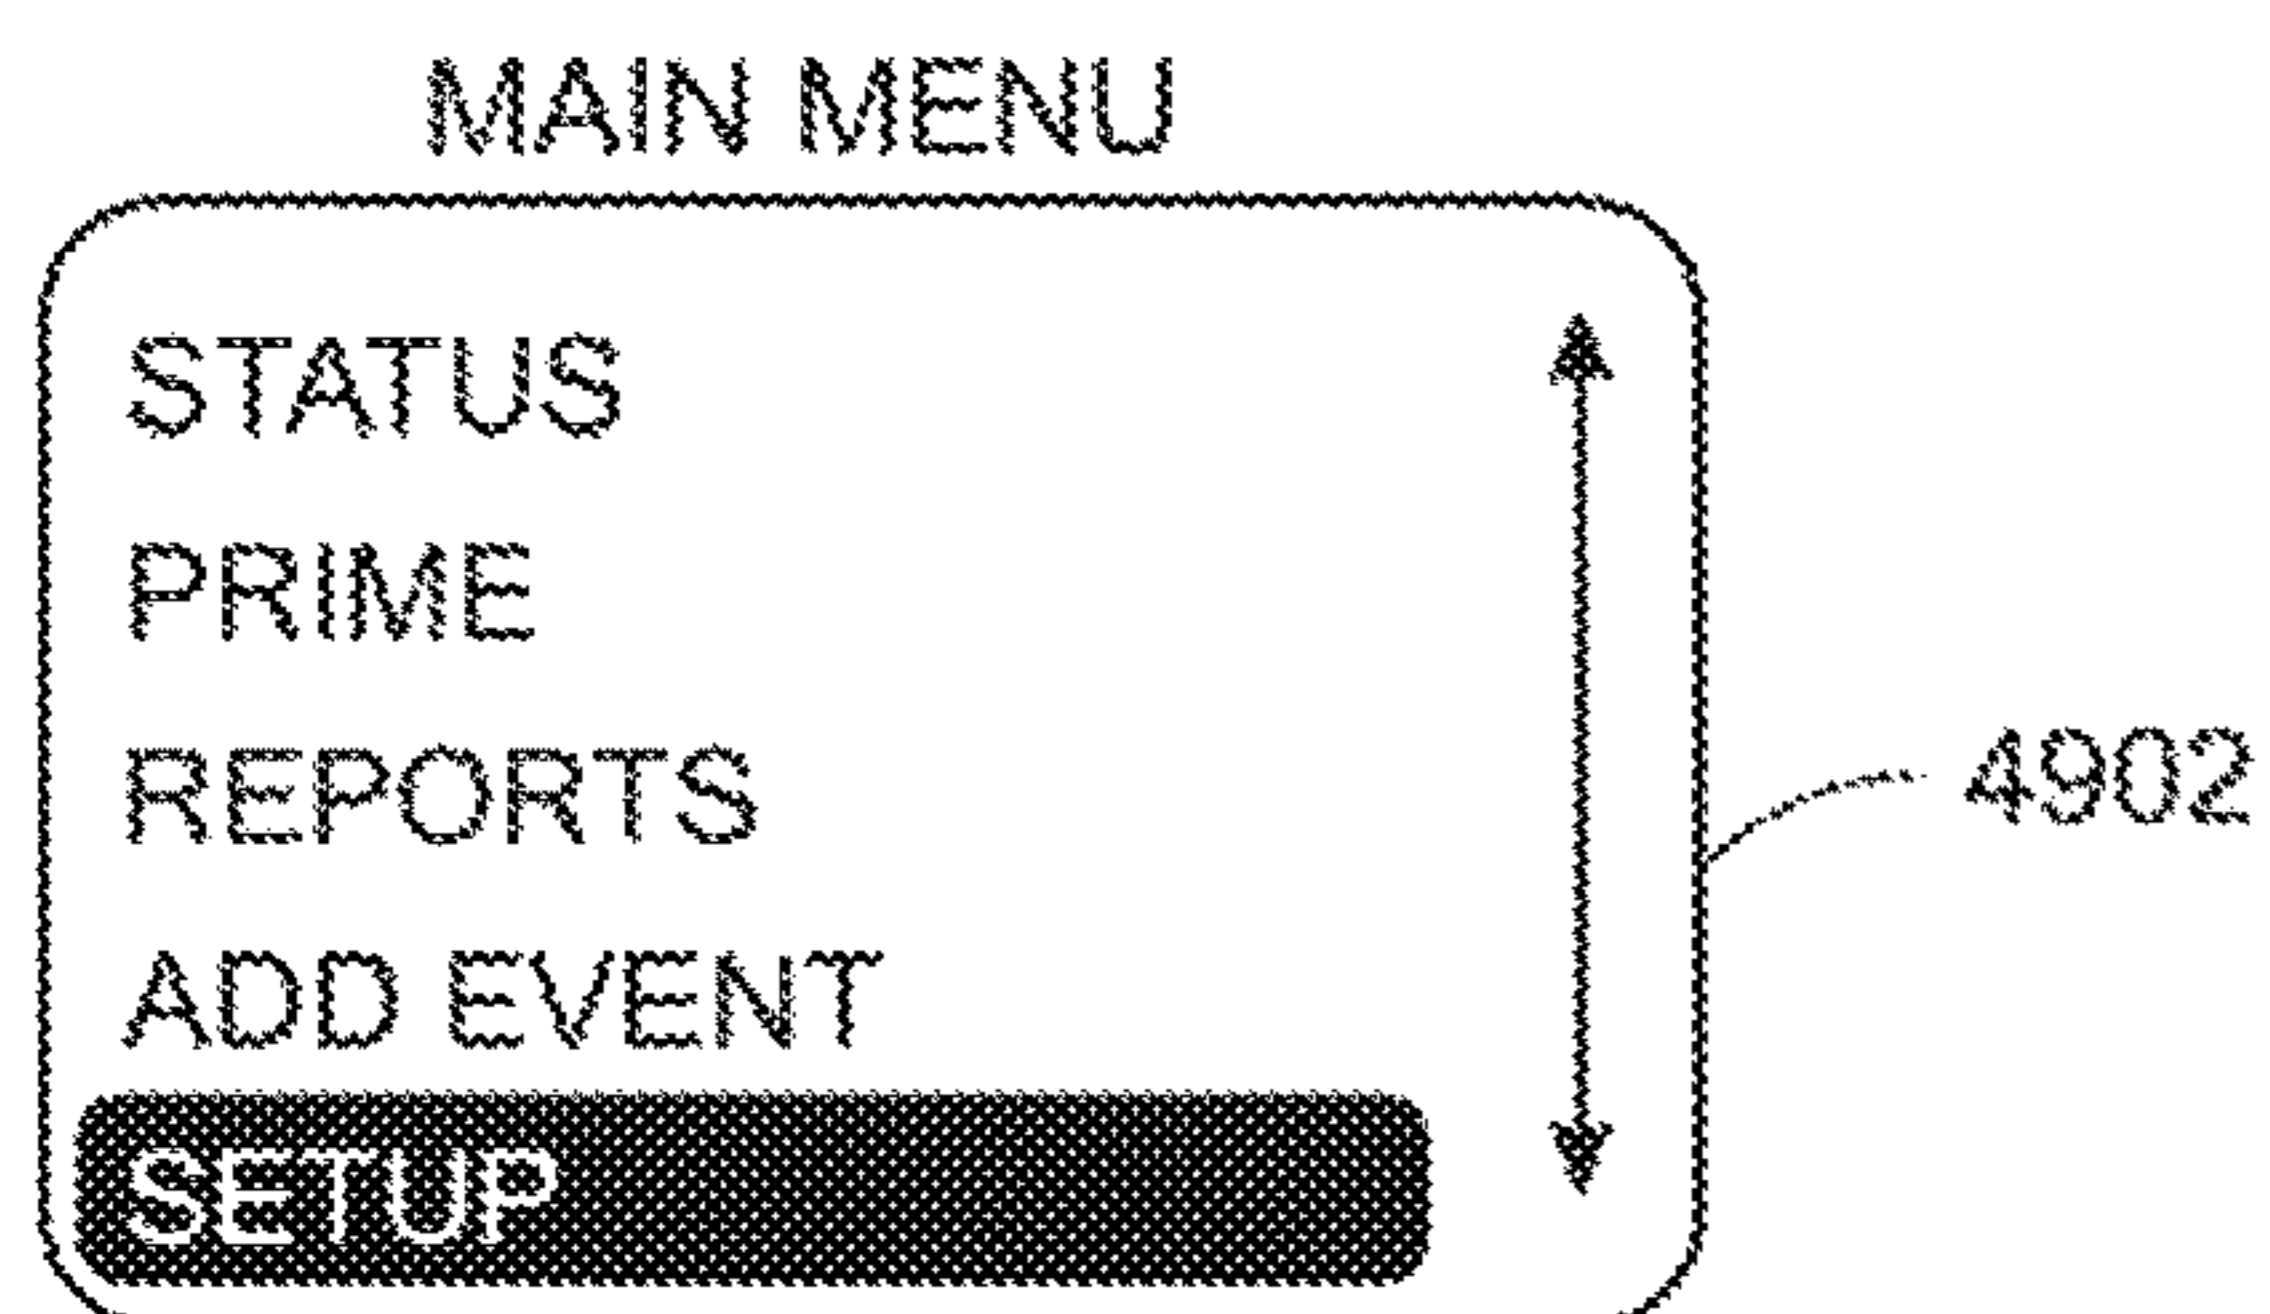 MAIN MENU
STATUS
PRIME
REPORTS
4902
ADD EVENT
SETUP